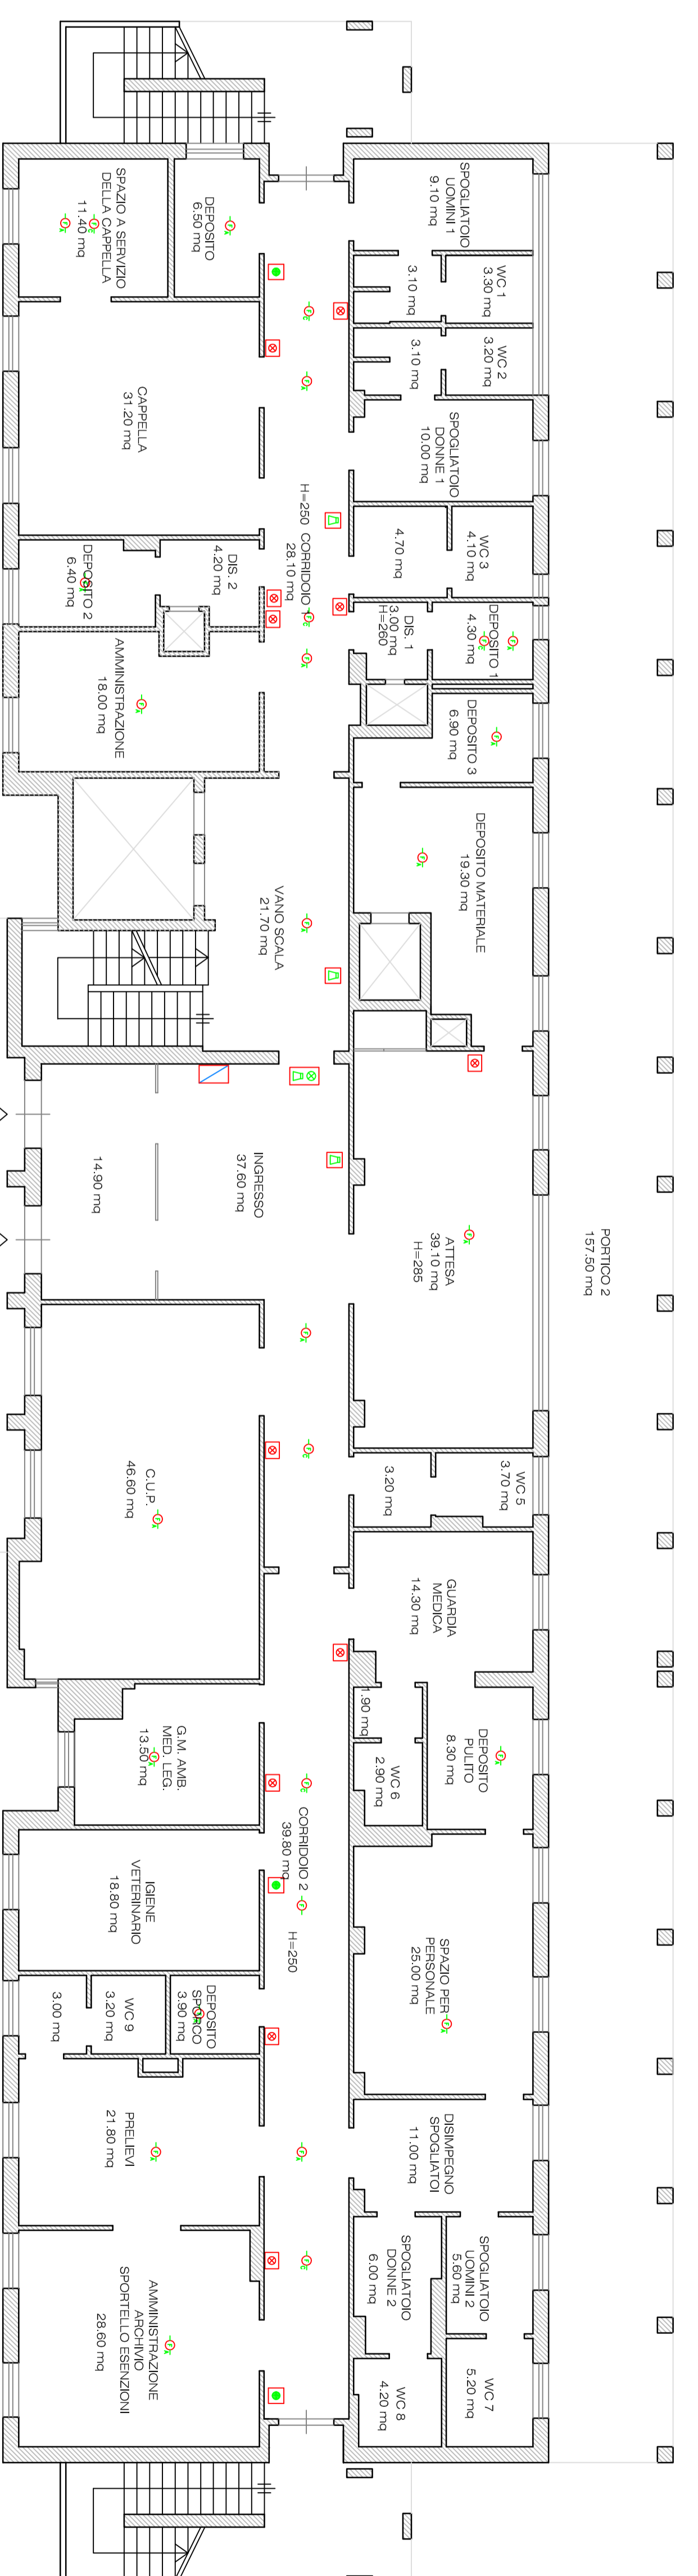 SPOGLIATOIO
UOMINI 1
9.10 mq
WC 1
3.30 mq
3.10 mq
WC 2
3.20 mq
3.10 mq
SPOGLIATOIO
DONNE 1
10.00 mq
WC 3
4.10 mq
4.70 mq
DEPOSITO 1
4.30 mq
DIS. 1
3.00 mq
H=260
DEPOSITO 3
6.90 mq
DEPOSITO MATERIALE
19.30 mq
SPAZIO A SERVIZIO
DELLA CAPPELLA
11.40 mq
DEPOSITO
6.50 mq
CAPPELLA
31.20 mq
H=250
CORRIDOIO 1
28.10 mq
DIS. 2
4.20 mq
DEPOSITO 2
6.40 mq
AMMINISTRAZIONE
18.00 mq
VANO SCALA
21.70 mq
INGRESSO
37.60 mq
14.90 mq
ATTESA
39.10 mq
H=285
PORTICO 2
157.50 mq
C.U.P.
46.60 mq
WC 5
3.70 mq
3.20 mq
GUARDIA
MEDICA
14.30 mq
1.90 mq
WC 6
2.90 mq
DEPOSITO
PULITO
8.30 mq
G.M. AMB.
MED. LEG.
13.50 mq
CORRIDOIO 2
39.80 mq
H=250
IGIENE
VETERINARIO
18.80 mq
SPAZIO PER
PERSONALE
25.00 mq
DEPOSITO
SPORCO
3.90 mq
WC 9
3.20 mq
3.00 mq
PRELIEVI
21.80 mq
DISIMPEGNO
SPOGLIATOI
11.00 mq
SPOGLIATOIO
UOMINI 2
5.60 mq
SPOGLIATOIO
DONNE 2
6.00 mq
WC 7
5.20 mq
WC 8
4.20 mq
AMMINISTRAZIONE
ARCHIVIO
SPORTELLO ESENZIONI
28.60 mq